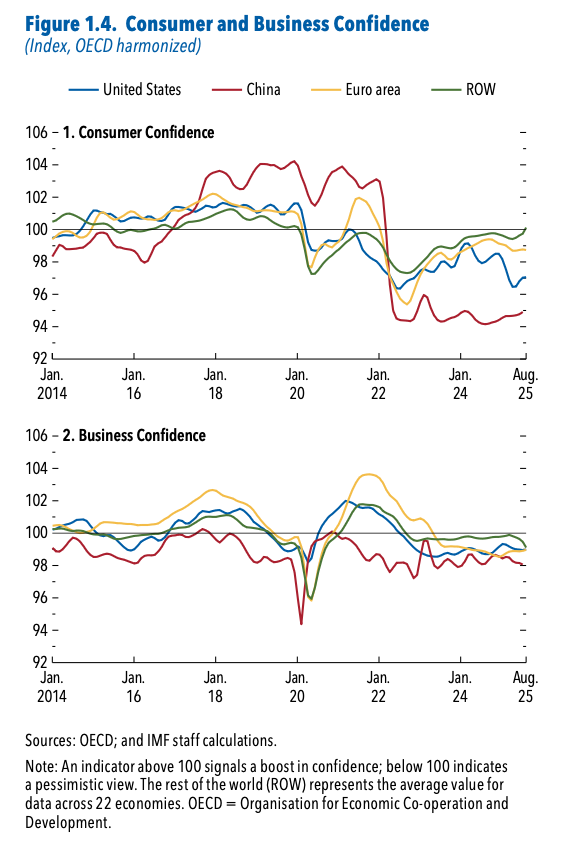 Figure 1.4. Consumer and Business Confidence
(Index, OECD harmonized)
United States China Euro area ROW
106 1. Consumer Confidence
104
102
100
98
96
94
92
Jan. Jan. Jan. Jan. Jan. Jan. Aug.
2014 16 18 20 22 24 25
106 2. Business Confidence
104
102
100
98
96
94
92
Jan. Jan. Jan. Jan. Jan. Jan. Aug.
2014 16 18 20 22 24 25
Sources: OECD; and IMF staff calculations.
Note: An indicator above 100 signals a boost in confidence; below 100 indicates
a pessimistic view. The rest of the world (ROW) represents the average value for
data across 22 economies. OECD = Organisation for Economic Co-operation and
Development.